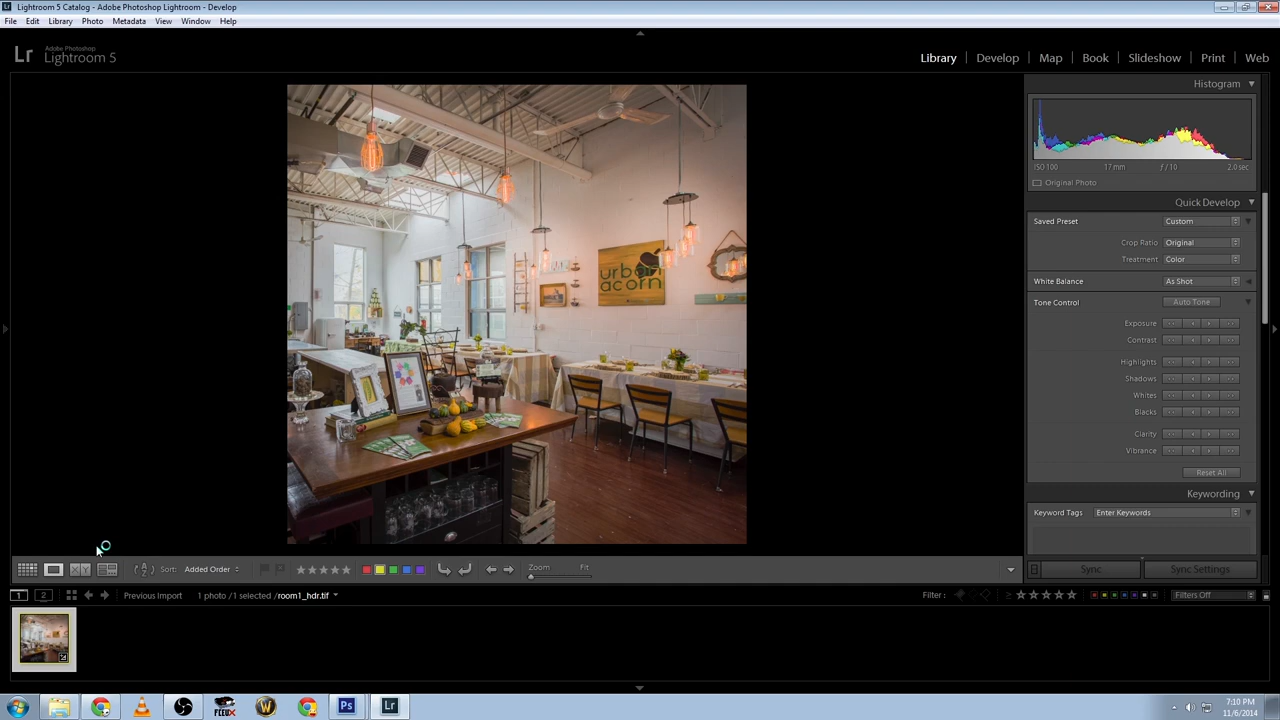 Lightroom 5 Catalog - Adobe Photoshop Lightroom - Develop
File Edit Library Photo Metadata View Window Help
Lr Adobe Photoshop
Lightroom 5
Library Develop Map Book Slideshow Print Web
Histogram
ISO 100 17 mm ƒ / 10 2.0 sec
Original Photo
Quick Develop
Saved Preset Custom
Crop Ratio Original
Treatment Color
White Balance As Shot
Tone Control Auto Tone
Exposure
Contrast
Highlights
Shadows
Whites
Blacks
Clarity
Vibrance
Reset All
Keywording
Keyword Tags Enter Keywords
urban
acorn
Sort: Added Order Zoom Fit
Sync Sync Settings
1 2 Previous Import 1 photo / 1 selected / room1_hdr.tif Filter : Filters Off
Ps Lr
7:10 PM
11/6/2014